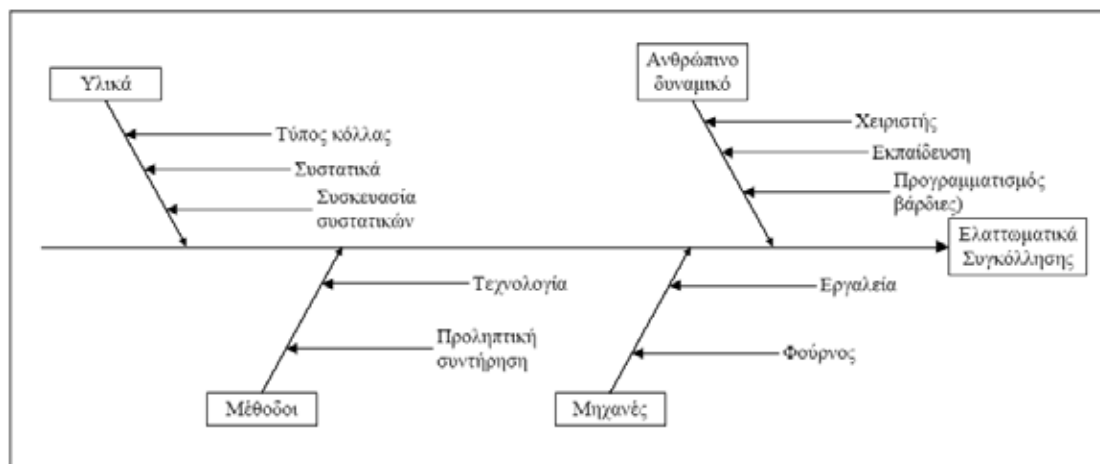 Υλικά
Τύπος κόλλας
Συστατικά
Συσκευασία
συστατικών
Ανθρώπινο
δυναμικό
Χειριστής
Εκπαίδευση
Προγραμματισμός
βάρδιες)
Ελαττωματικά
Συγκόλλησης
Τεχνολογία
Προληπτική
συντήρηση
Μέθοδοι
Εργαλεία
Φούρνος
Μηχανές